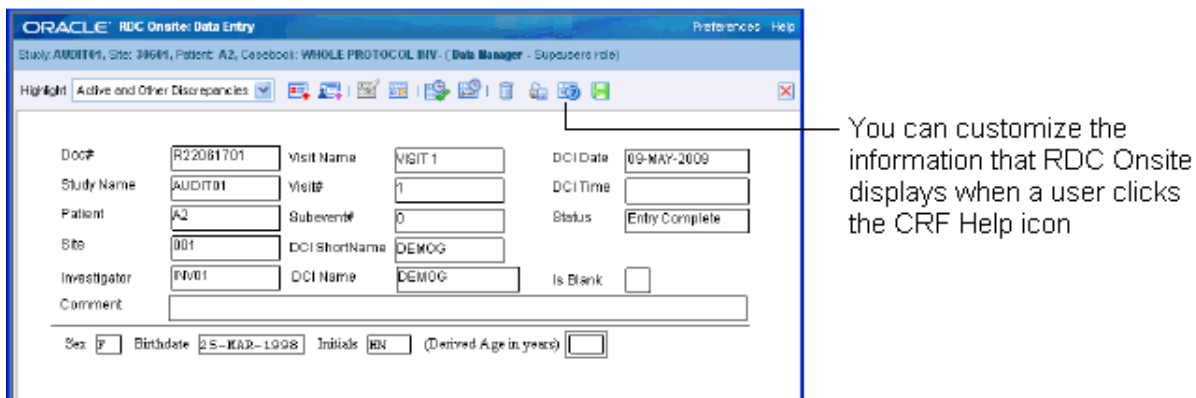 ORACLE® RDC Onsite: Data Entry Preferences Help
Study: AUDIT01, Site: 30601, Patient: A2, Casebook: WHOLE PROTOCOL INV- (Data Manager - Superusers role)
Highlight Active and Other Discrepancies
You can customize the
information that RDC Onsite
displays when a user clicks
the CRF Help icon
Doc# R22061701 Visit Name VISIT 1 DCI Date 09-MAY-2009
Study Name AUDIT01 Visit# 1 DCI Time
Patient A2 Subevent# 0 Status Entry Complete
Site 001 DCI ShortName DEMOG
Investigator INV01 DCI Name DEMOG Is Blank
Comment
Sex F Birthdate 25-MAR-1998 Initials HN (Derived Age in years)